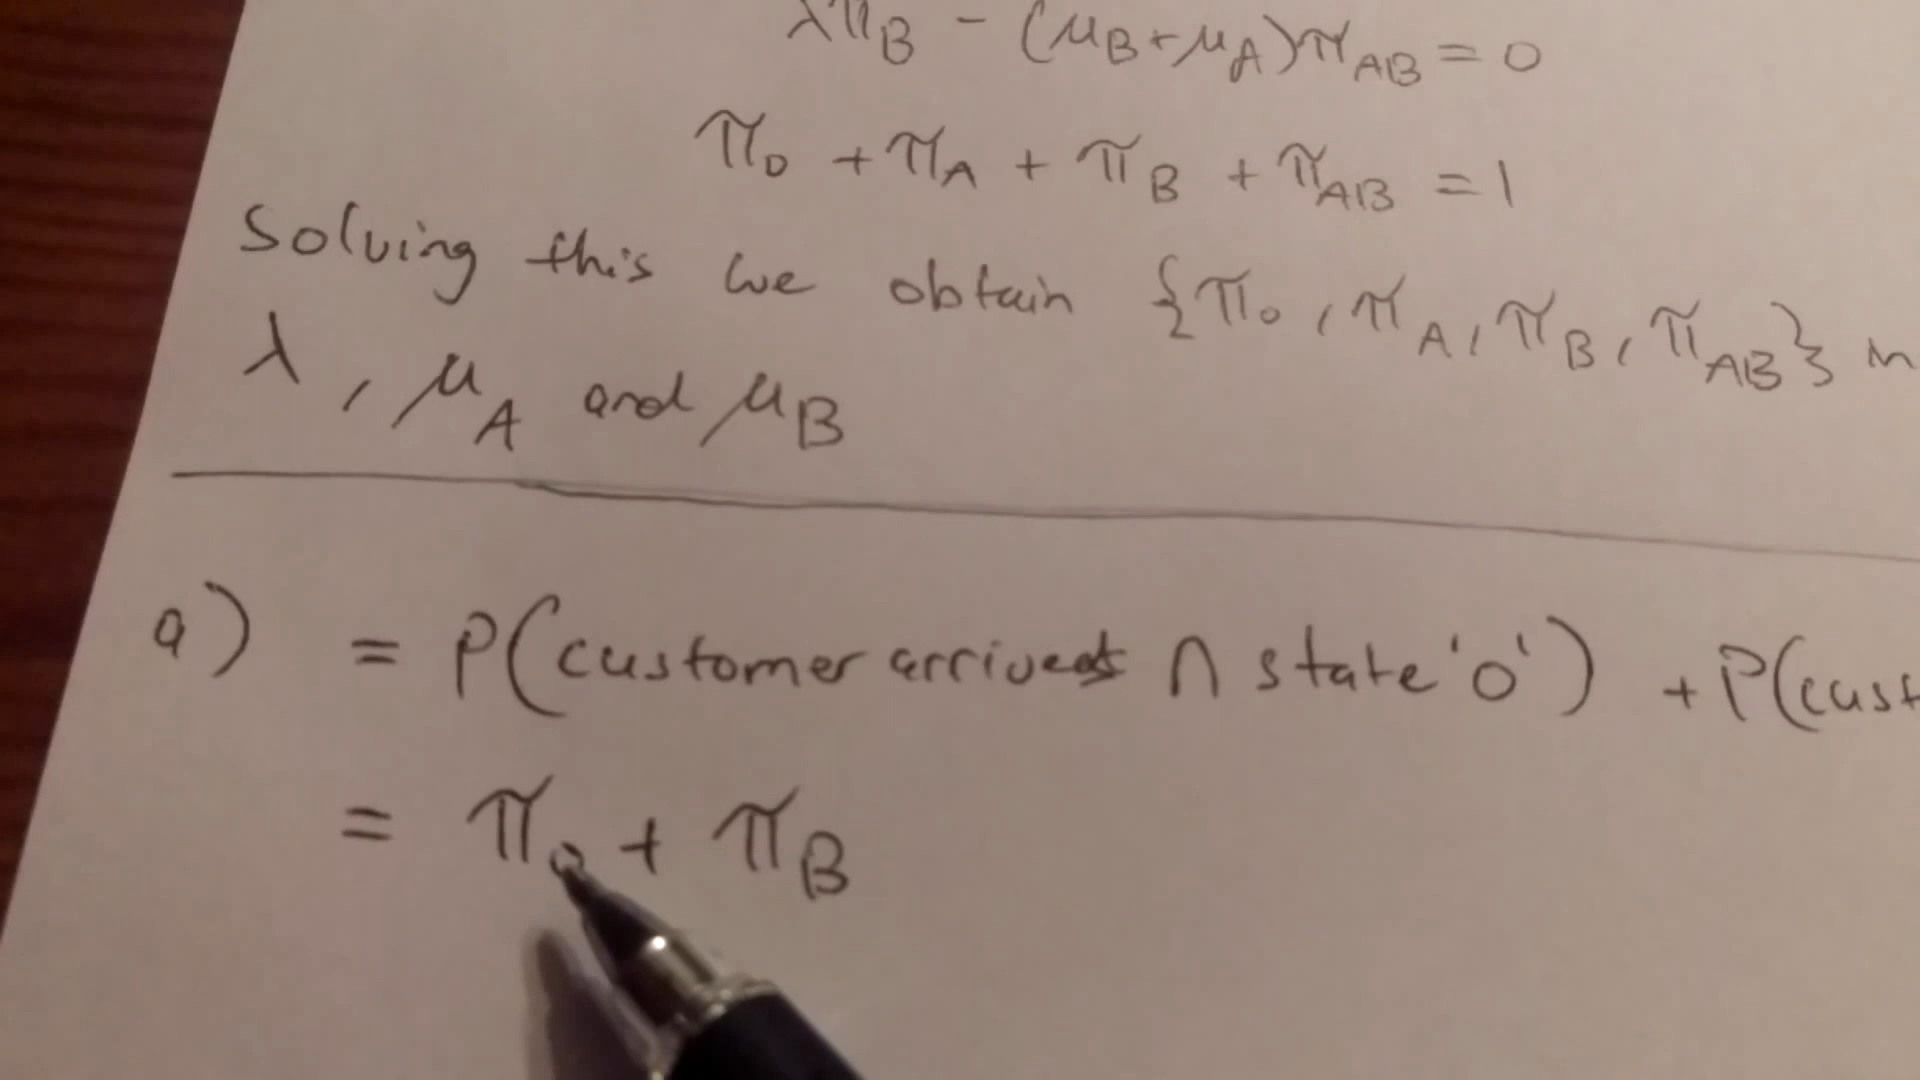 λπ_B - (μ_B + μ_A)π_AB = 0
π_0 + π_A + π_B + π_AB = 1
Solving this we obtain {π_0, π_A, π_B, π_AB} in
λ, μ_A and μ_B
a) = P(customer arrives ∩ state '0') + P(cust
= π_0 + π_B